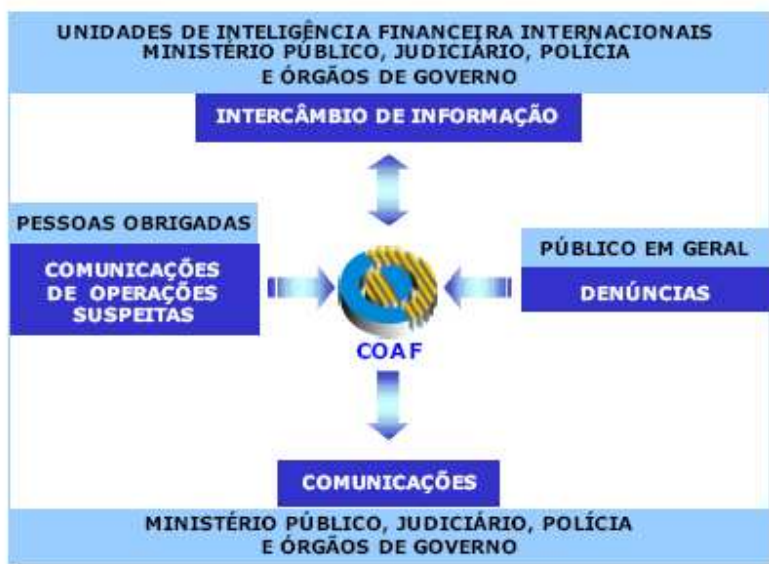 UNIDADES DE INTELIGÊNCIA FINANCEIRA INTERNACIONAIS
MINISTÉRIO PÚBLICO, JUDICIÁRIO, POLÍCIA
E ÓRGÃOS DE GOVERNO
INTERCÂMBIO DE INFORMAÇÃO
PESSOAS OBRIGADAS
COMUNICAÇÕES
DE OPERAÇÕES
SUSPEITAS
PÚBLICO EM GERAL
DENÚNCIAS
COAF
COMUNICAÇÕES
MINISTÉRIO PÚBLICO, JUDICIÁRIO, POLÍCIA
E ÓRGÃOS DE GOVERNO